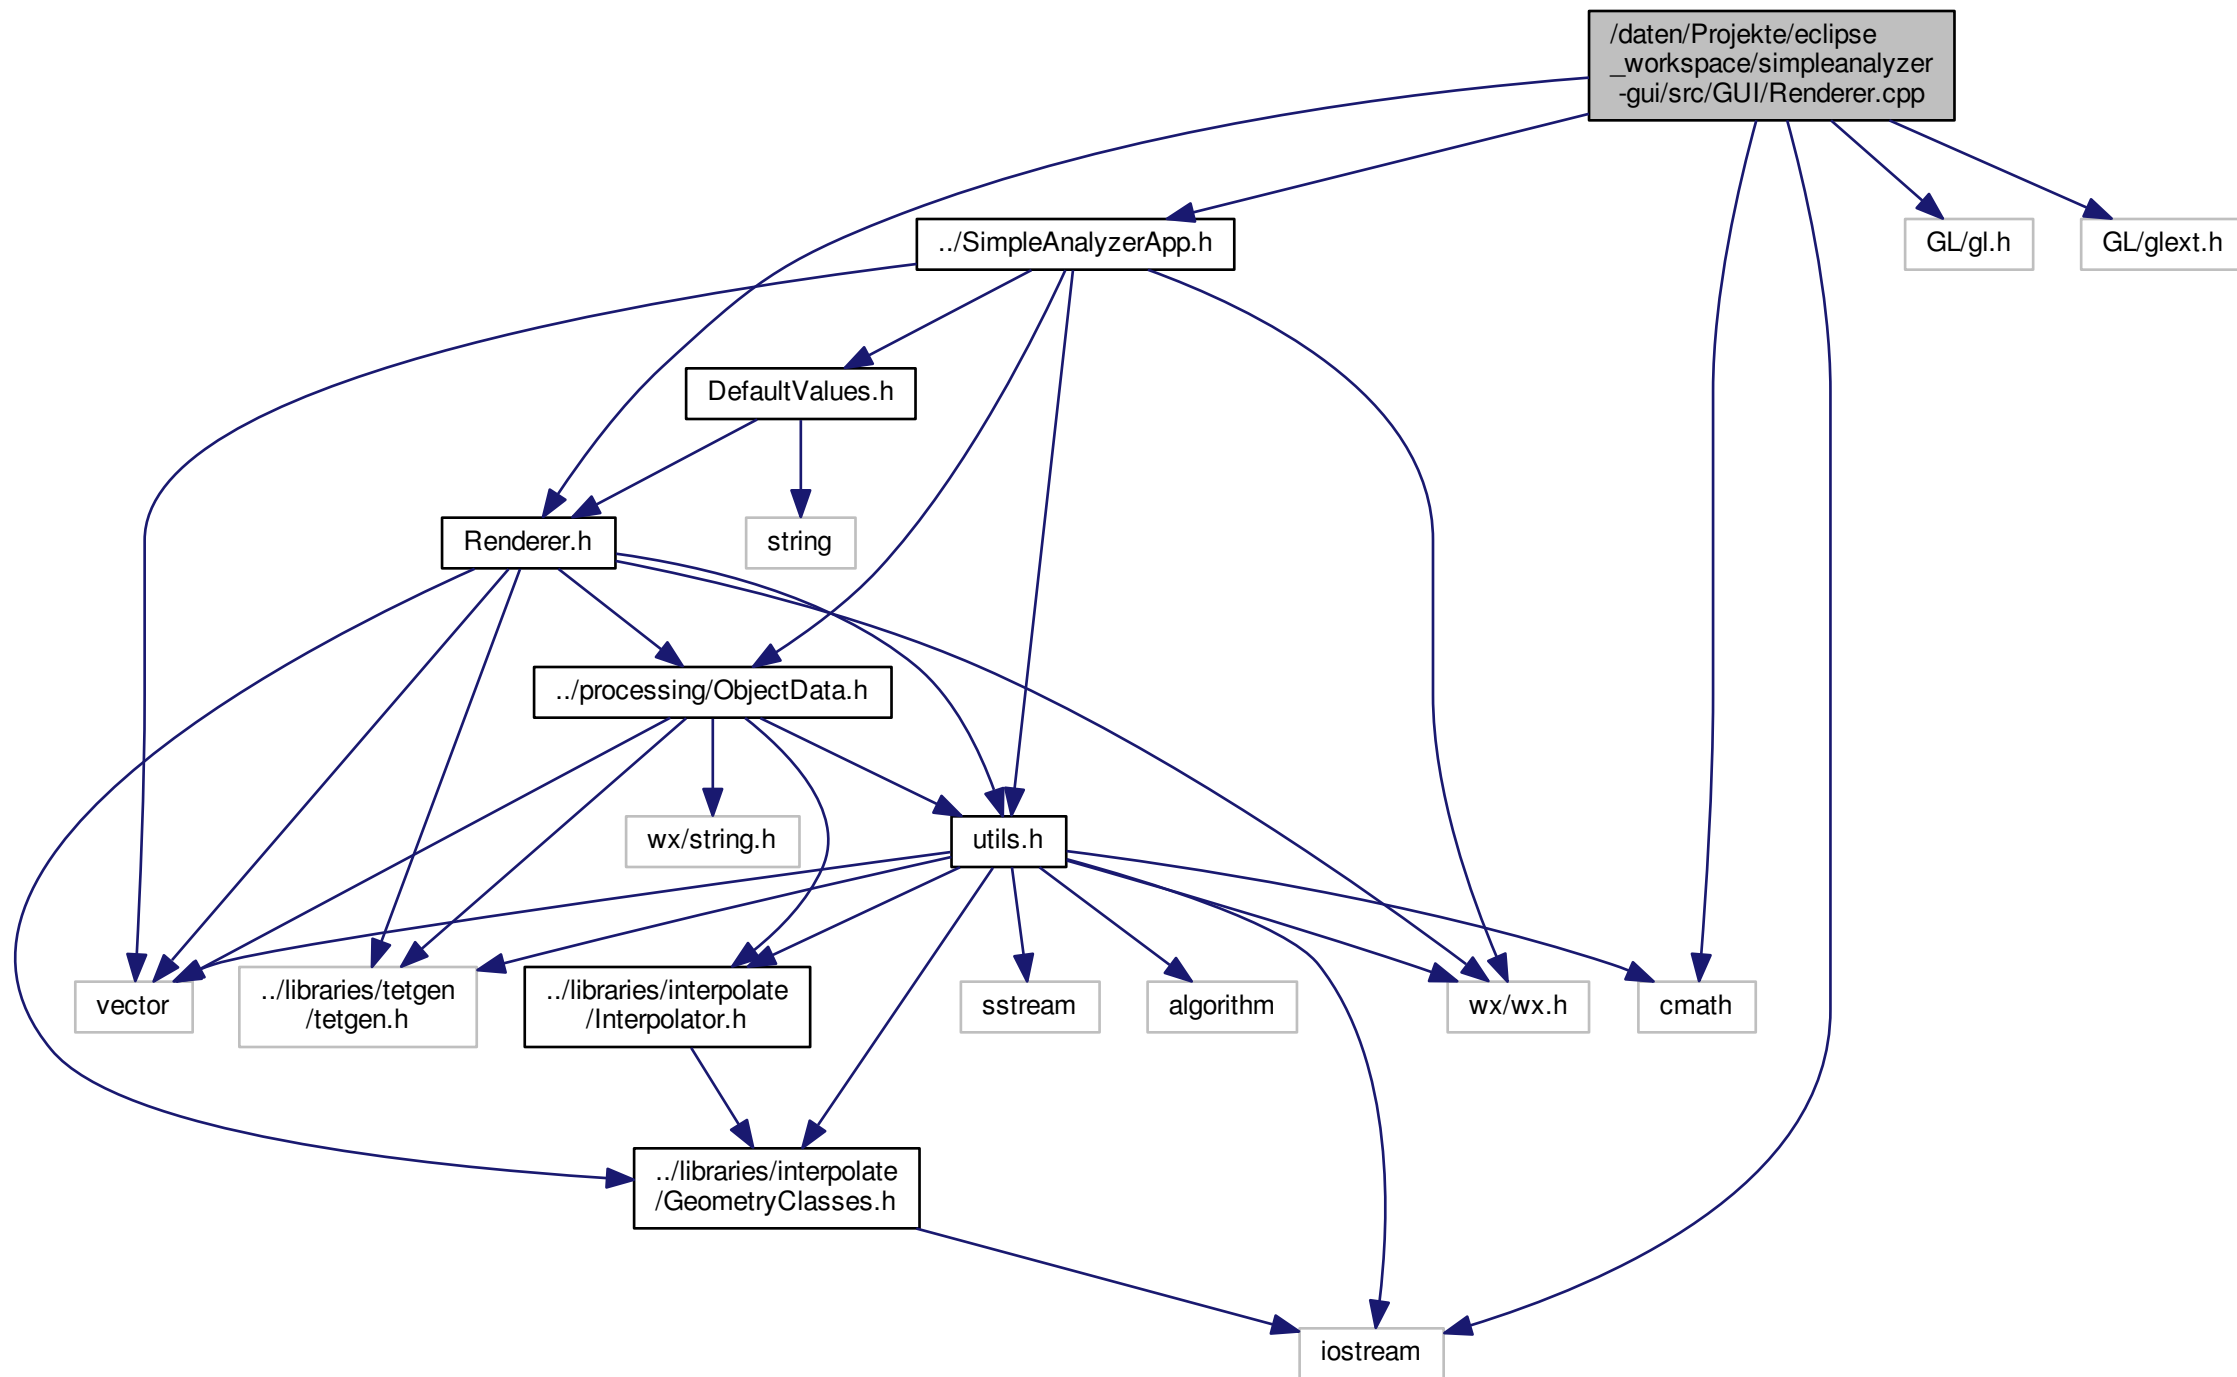 /daten/Projekte/eclipse
_workspace/simpleanalyzer
-gui/src/GUI/Renderer.cpp
../SimpleAnalyzerApp.h
GL/gl.h
GL/glext.h
DefaultValues.h
Renderer.h
string
../processing/ObjectData.h
wx/string.h
utils.h
vector
../libraries/tetgen
/tetgen.h
../libraries/interpolate
/Interpolator.h
sstream
algorithm
wx/wx.h
cmath
../libraries/interpolate
/GeometryClasses.h
iostream